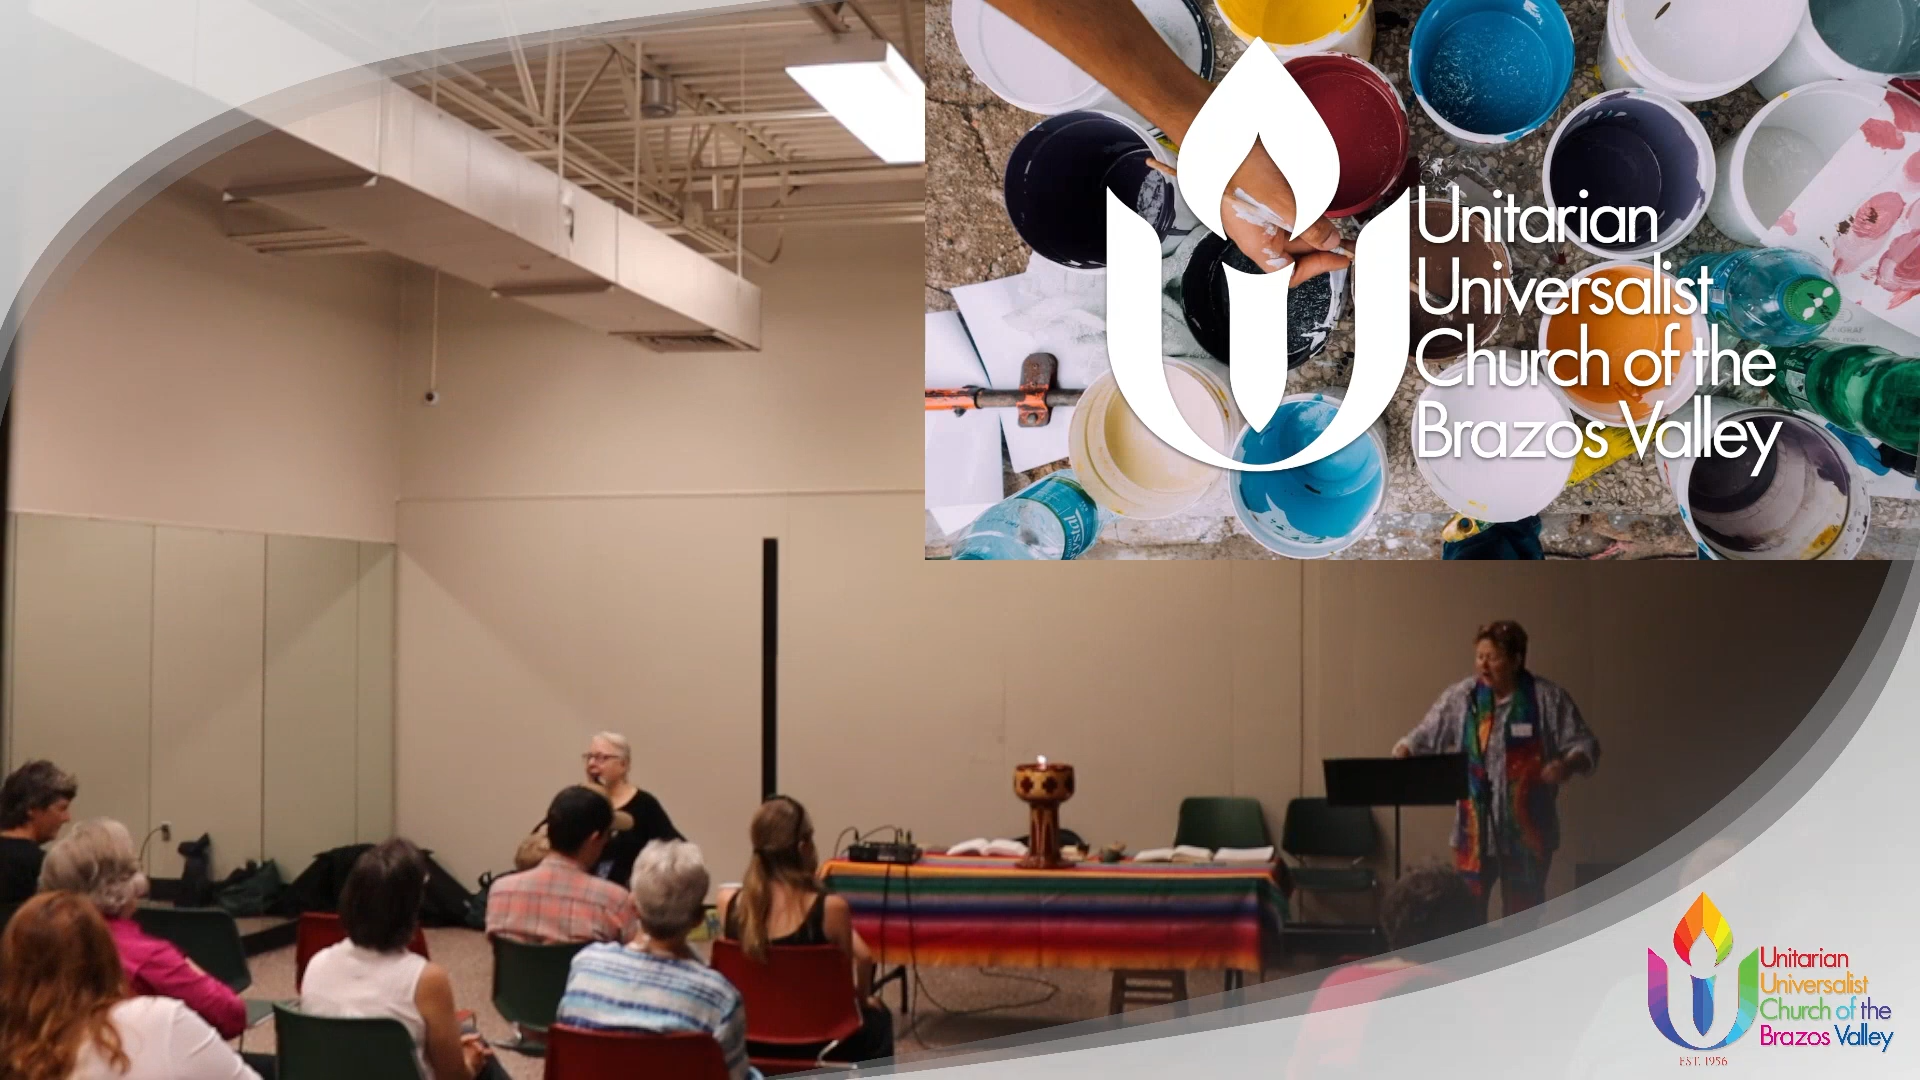 Unitarian
Universalist
Church of the
Brazos Valley
Unitarian
Universalist
Church of the
Brazos Valley
EST. 1956